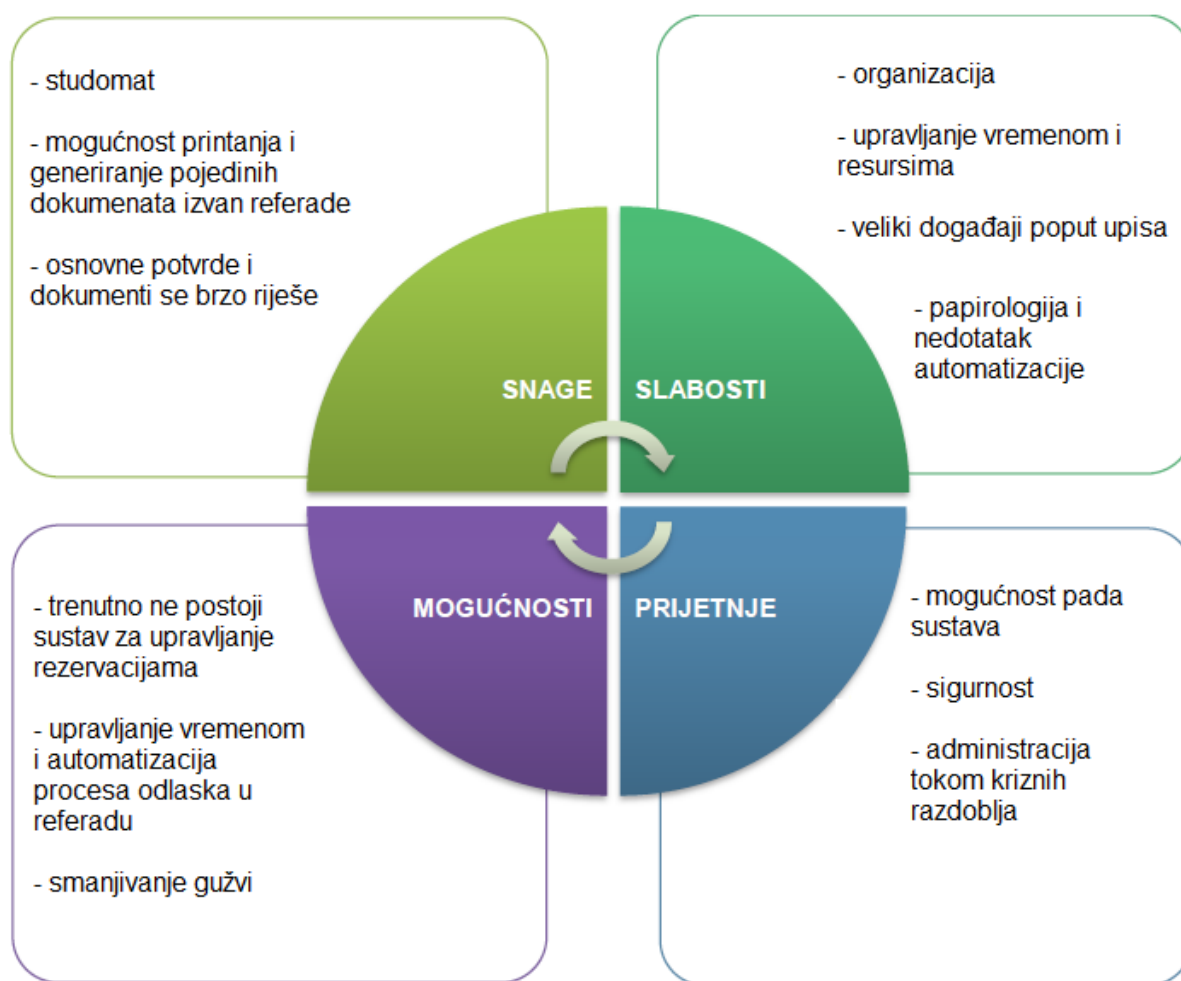 - studomat
- mogućnost printanja i
generiranje pojedinih
dokumenata izvan referade
- osnovne potvrde i
dokumenti se brzo riješe
- organizacija
- upravljanje vremenom i
resursima
- veliki događaji poput upisa
- papirologija i
nedotatak
automatizacije
SNAGE
SLABOSTI
MOGUĆNOSTI
PRIJETNJE
- trenutno ne postoji
sustav za upravljanje
rezervacijama
- upravljanje vremenom
i automatizacija
procesa odlaska u
referadu
- smanjivanje gužvi
- mogućnost pada
sustava
- sigurnost
- administracija
tokom kriznih
razdoblja